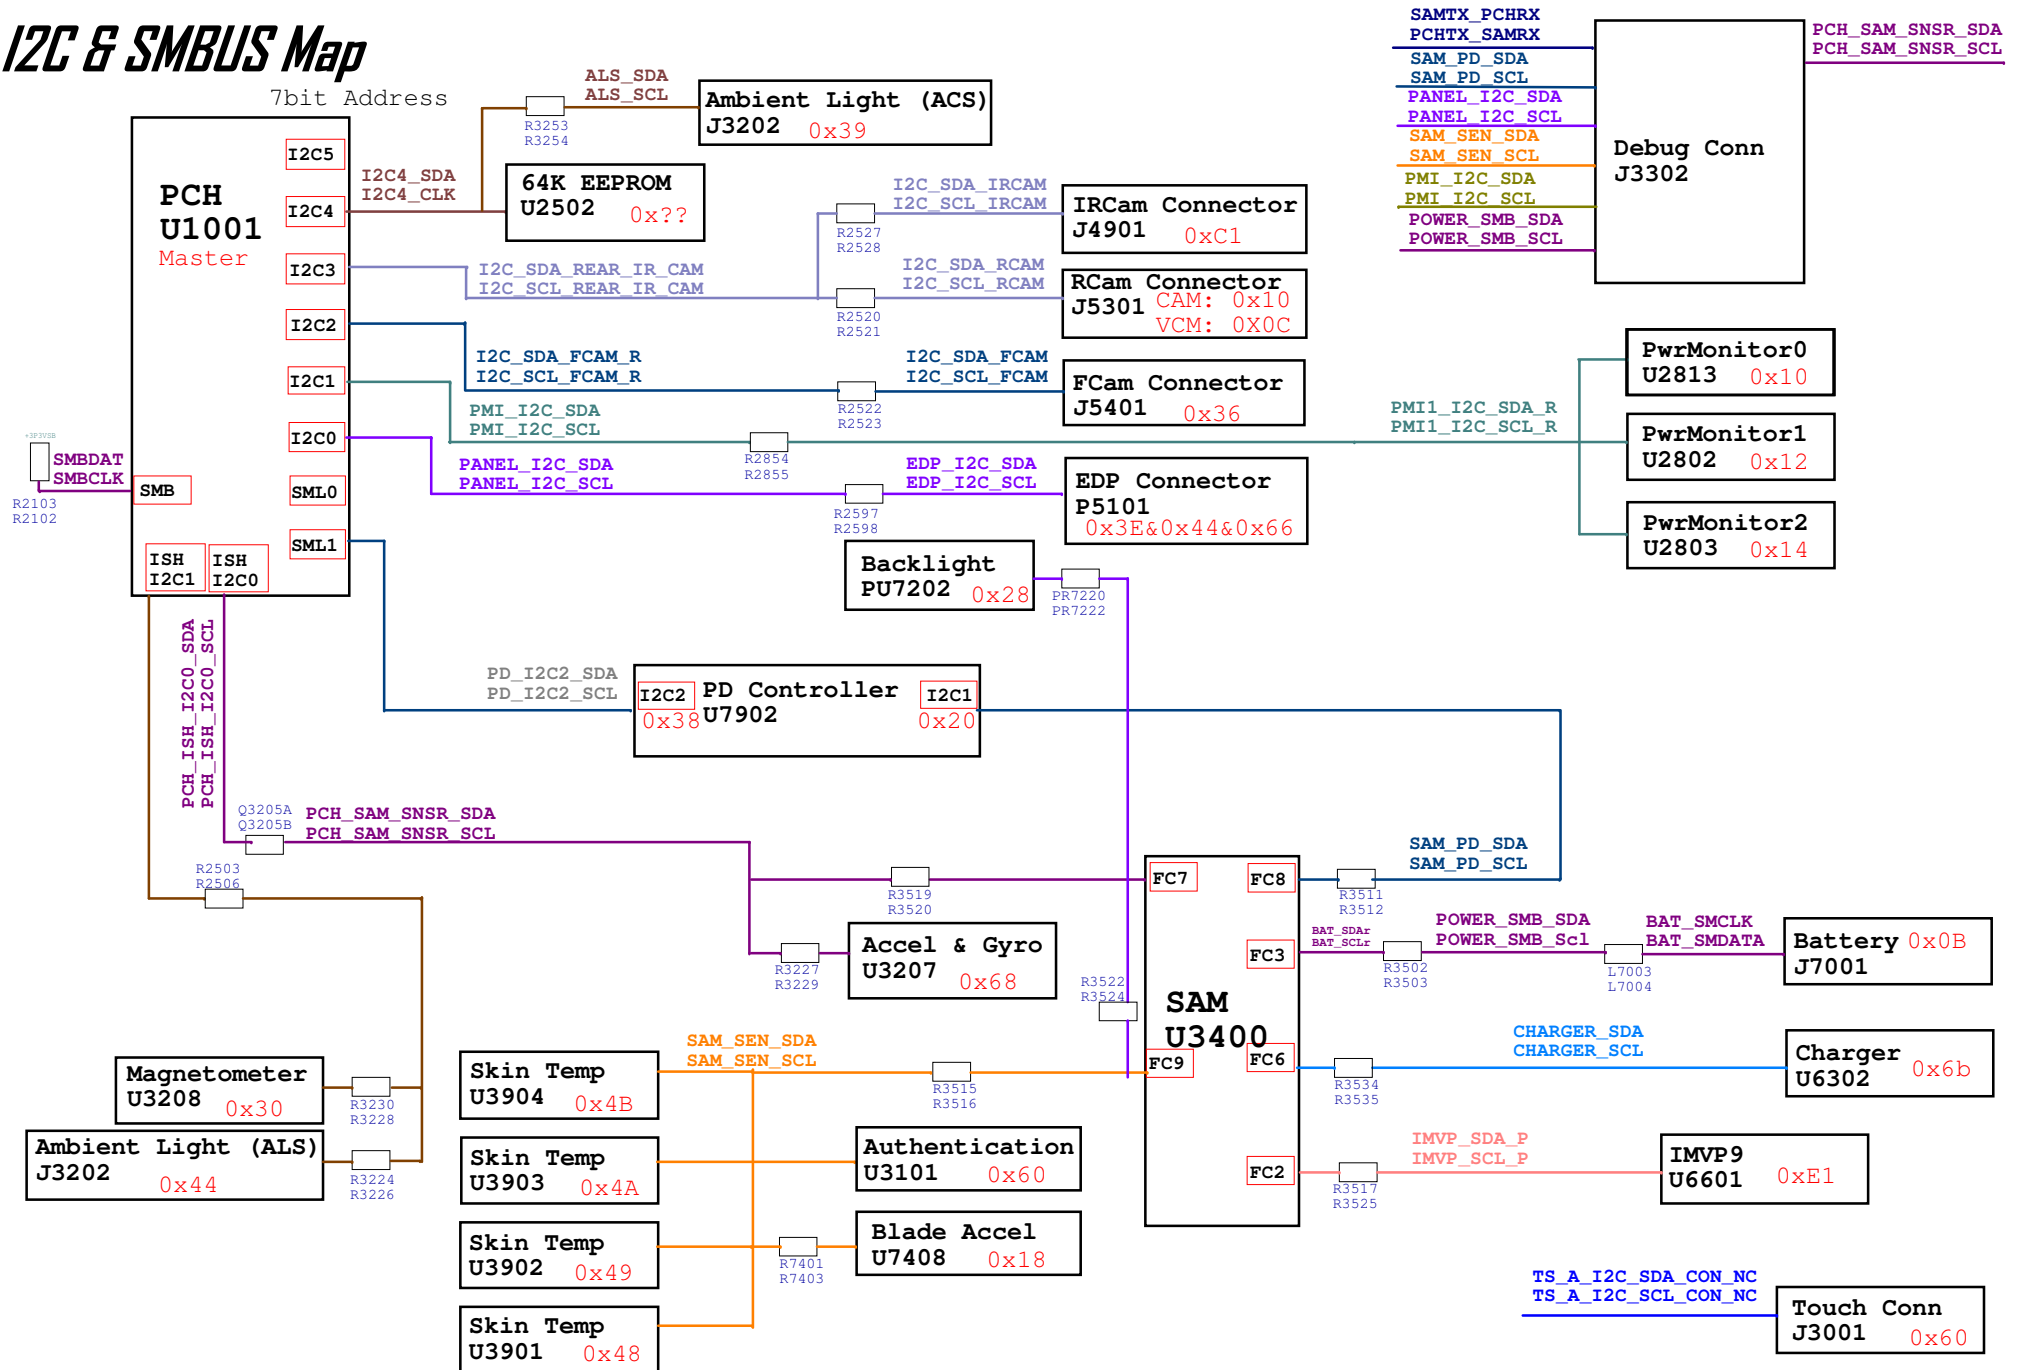 I2C & SMBUS Map
7bit Address
PCH
U1001
Master
I2C5
I2C4
I2C3
I2C2
I2C1
I2C0
SMB
SML0
SML1
ISH
I2C1
ISH
I2C0
+3P3VSB
SMBDAT
SMBCLK
R2103
R2102
I2C4_SDA
I2C4_CLK
ALS_SDA
ALS_SCL
R3253
R3254
Ambient Light (ACS)
J3202 0x39
64K EEPROM
U2502 0x??
I2C_SDA_REAR_IR_CAM
I2C_SCL_REAR_IR_CAM
I2C_SDA_IRCAM
I2C_SCL_IRCAM
R2527
R2528
IRCam Connector
J4901 0xC1
I2C_SDA_RCAM
I2C_SCL_RCAM
R2520
R2521
RCam Connector
J5301 CAM: 0x10
VCM: 0X0C
I2C_SDA_FCAM_R
I2C_SCL_FCAM_R
I2C_SDA_FCAM
I2C_SCL_FCAM
R2522
R2523
FCam Connector
J5401 0x36
PMI_I2C_SDA
PMI_I2C_SCL
R2854
R2855
PMI1_I2C_SDA_R
PMI1_I2C_SCL_R
PwrMonitor0
U2813 0x10
PwrMonitor1
U2802 0x12
PwrMonitor2
U2803 0x14
PANEL_I2C_SDA
PANEL_I2C_SCL
EDP_I2C_SDA
EDP_I2C_SCL
R2597
R2598
EDP Connector
P5101
0x3E&0x44&0x66
Backlight
PU7202 0x28
PR7220
PR7222
SAMTX_PCHRX
PCHTX_SAMRX
SAM_PD_SDA
SAM_PD_SCL
PANEL_I2C_SDA
PANEL_I2C_SCL
SAM_SEN_SDA
SAM_SEN_SCL
PMI_I2C_SDA
PMI_I2C_SCL
POWER_SMB_SDA
POWER_SMB_SCL
Debug Conn
J3302
PCH_SAM_SNSR_SDA
PCH_SAM_SNSR_SCL
PD_I2C2_SDA
PD_I2C2_SCL
I2C2 PD Controller I2C1
0x38 U7902 0x20
PCH_ISH_I2C0_SDA
PCH_ISH_I2C0_SCL
Q3205A
Q3205B
PCH_SAM_SNSR_SDA
PCH_SAM_SNSR_SCL
R2503
R2506
R3519
R3520
R3227
R3229
Accel & Gyro
U3207 0x68
SAM
U3400
FC7
FC8
FC3
FC9
FC6
FC2
SAM_PD_SDA
SAM_PD_SCL
R3511
R3512
BAT_SDAr
BAT_SCLr
R3502
R3503
POWER_SMB_SDA
POWER_SMB_Scl
L7003
L7004
BAT_SMCLK
BAT_SMDATA
Battery 0x0B
J7001
R3522
R3524
CHARGER_SDA
CHARGER_SCL
R3534
R3535
Charger
U6302 0x6b
IMVP_SDA_P
IMVP_SCL_P
R3517
R3525
IMVP9
U6601 0xE1
SAM_SEN_SDA
SAM_SEN_SCL
R3515
R3516
Magnetometer
U3208 0x30
R3230
R3228
Ambient Light (ALS)
J3202 0x44
R3224
R3226
Skin Temp
U3904 0x4B
Skin Temp
U3903 0x4A
Skin Temp
U3902 0x49
Skin Temp
U3901 0x48
Authentication
U3101 0x60
R7401
R7403
Blade Accel
U7408 0x18
TS_A_I2C_SDA_CON_NC
TS_A_I2C_SCL_CON_NC
Touch Conn
J3001 0x60